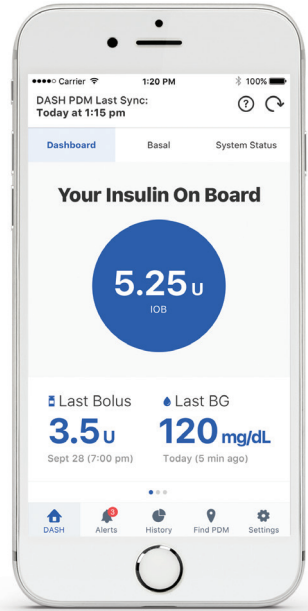 Carrier 1:20 PM 100%
DASH PDM Last Sync:
Today at 1:15 pm
?
Dashboard Basal System Status
Your Insulin On Board
5.25 U
IOB
Last Bolus Last BG
3.5 U 120 mg/dL
Sept 28 (7:00 pm) Today (5 min ago)
3
DASH Alerts History Find PDM Settings